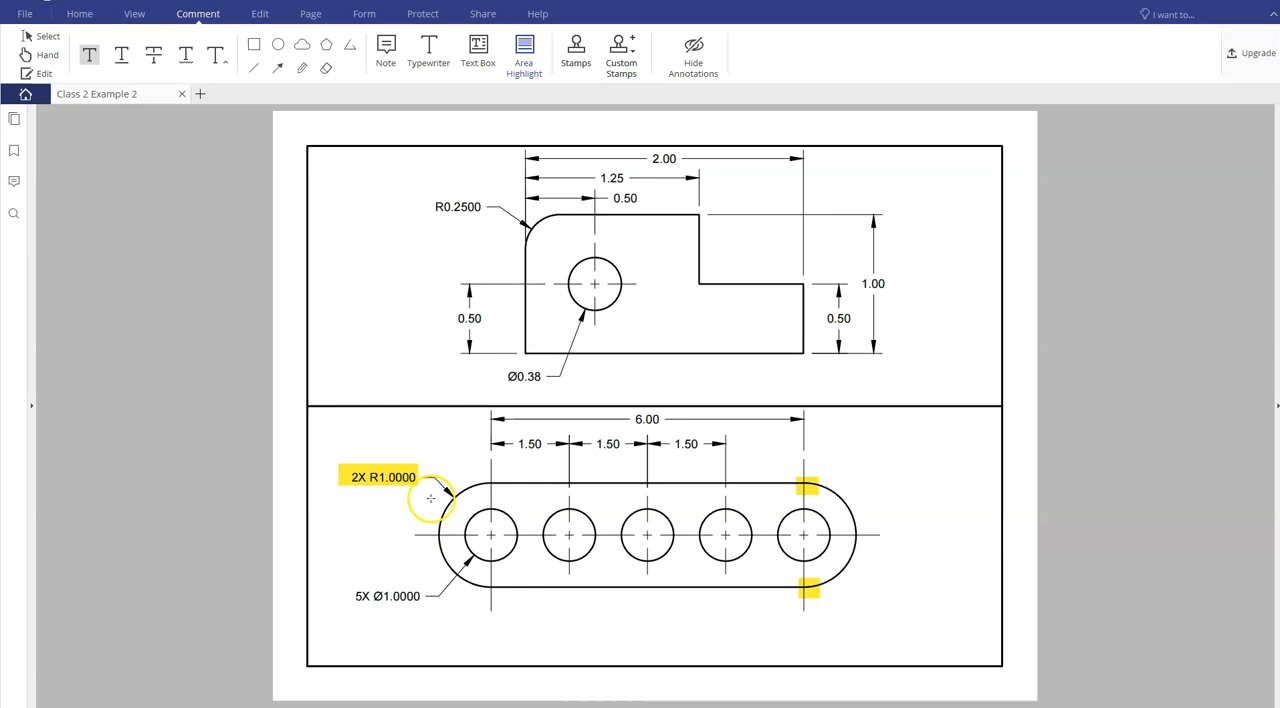 File Home View Comment Edit Page Form Protect Share Help I want to...
Select
Hand
Edit
Note Typewriter Text Box Area Highlight Stamps Custom Stamps Hide Annotations Upgrade
Class 2 Example 2
2.00
1.25
0.50
R0.2500
1.00
0.50
0.50
Ø0.38
6.00
1.50 1.50 1.50
2X R1.0000
5X Ø1.0000